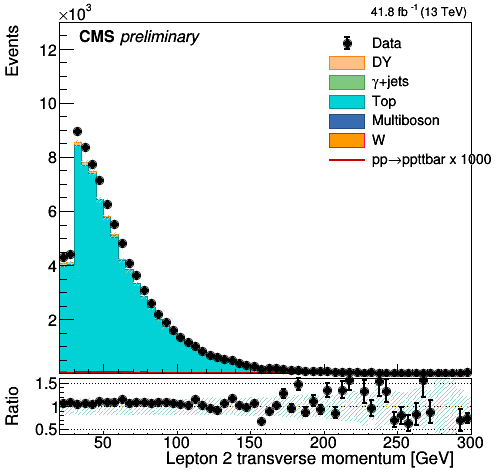 ×10³
41.8 fb⁻¹ (13 TeV)
CMS preliminary
Events
12
10
8
6
4
2
Data
DY
γ+jets
Top
Multiboson
W
pp→ppttbar x 1000
Ratio
1.5
1
0.5
50 100 150 200 250 300
Lepton 2 transverse momentum [GeV]